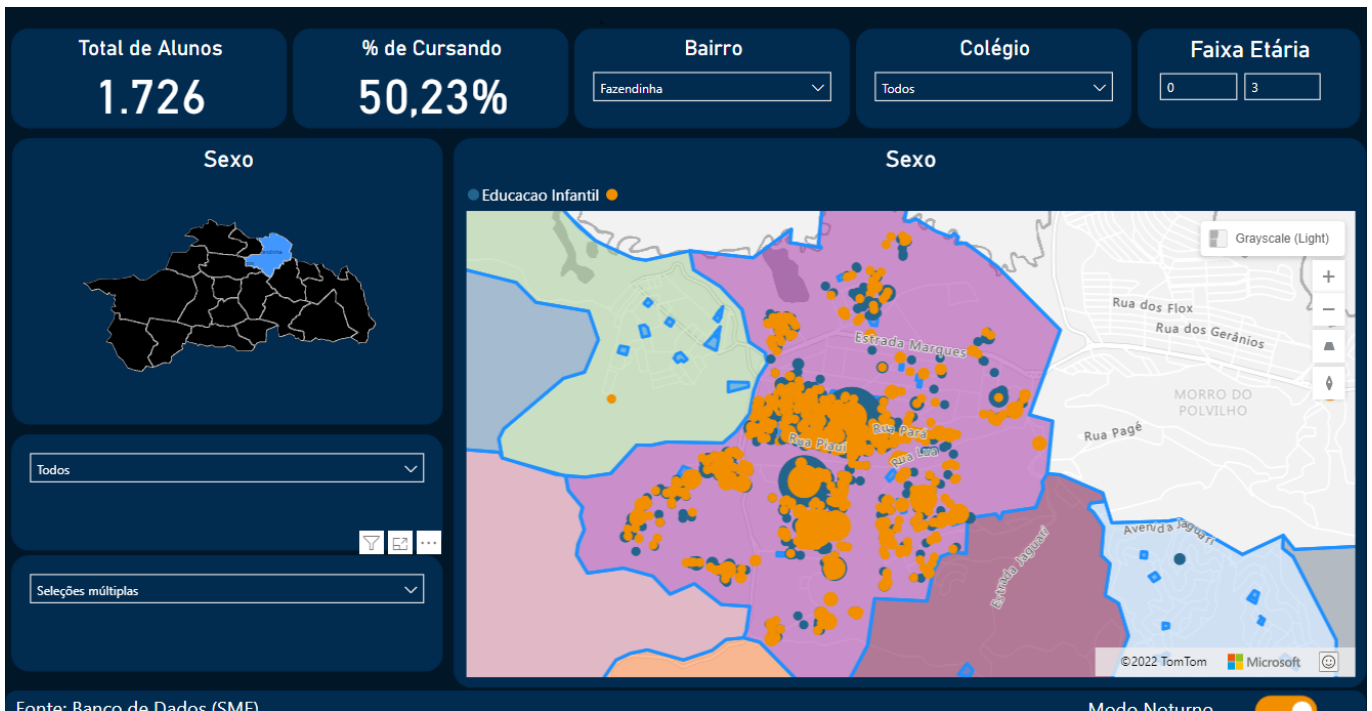 Total de Alunos
1.726
% de Cursando
50,23%
Bairro
Fazendinha
Colégio
Todos
Faixa Etária
0
3
Sexo
Sexo
Educacao Infantil
Grayscale (Light)
Rua dos Flox
Rua dos Gerânios
Estrada Marques
MORRO DO
POLVILHO
Rua Pagê
Rua Pará
Rua Piauí
Rua Lua
Todos
Avenida Jaguari
Estrada Jaguari
Seleções múltiplas
©2022 TomTom
Microsoft
Fonte: Banco de Dados (SME)
Modo Noturno